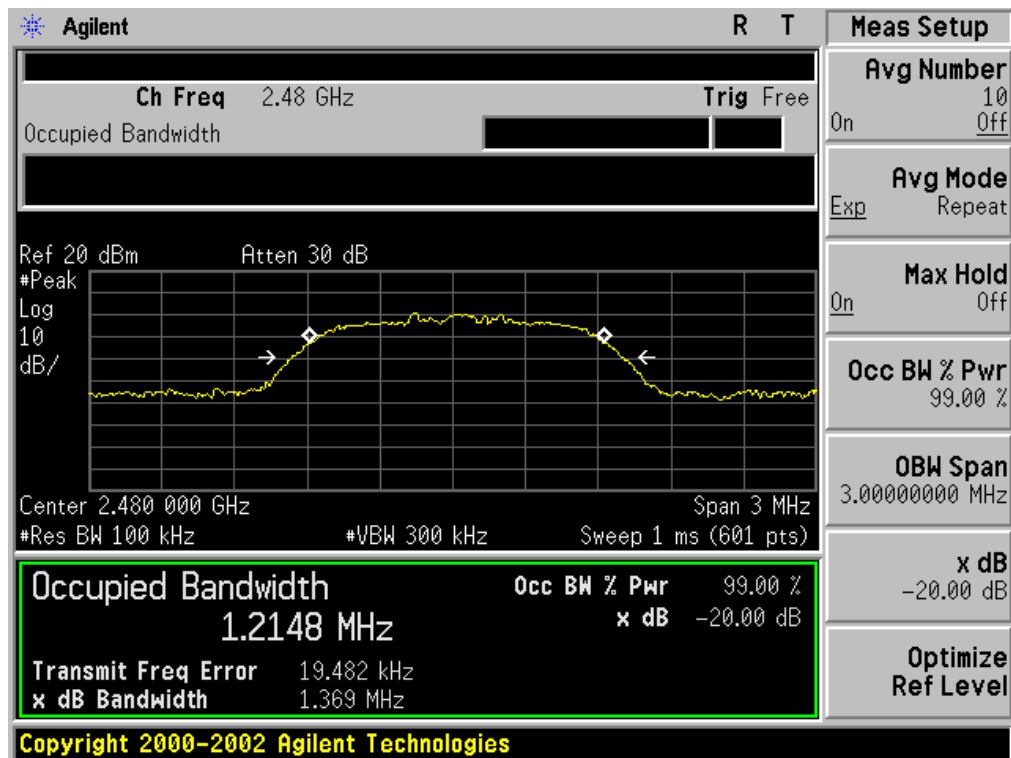 Agilent R T
Ch Freq 2.48 GHz Trig Free
Occupied Bandwidth
Ref 20 dBm Atten 30 dB
#Peak
Log
10
dB/
Center 2.480 000 GHz Span 3 MHz
#Res BW 100 kHz #VBW 300 kHz Sweep 1 ms (601 pts)
Occupied Bandwidth Occ BW % Pwr 99.00 %
1.2148 MHz x dB -20.00 dB
Transmit Freq Error 19.482 kHz
x dB Bandwidth 1.369 MHz
Copyright 2000-2002 Agilent Technologies
Meas Setup
Avg Number
10
On Off
Avg Mode
Exp Repeat
Max Hold
On Off
Occ BW % Pwr
99.00 %
OBW Span
3.00000000 MHz
x dB
-20.00 dB
Optimize
Ref Level